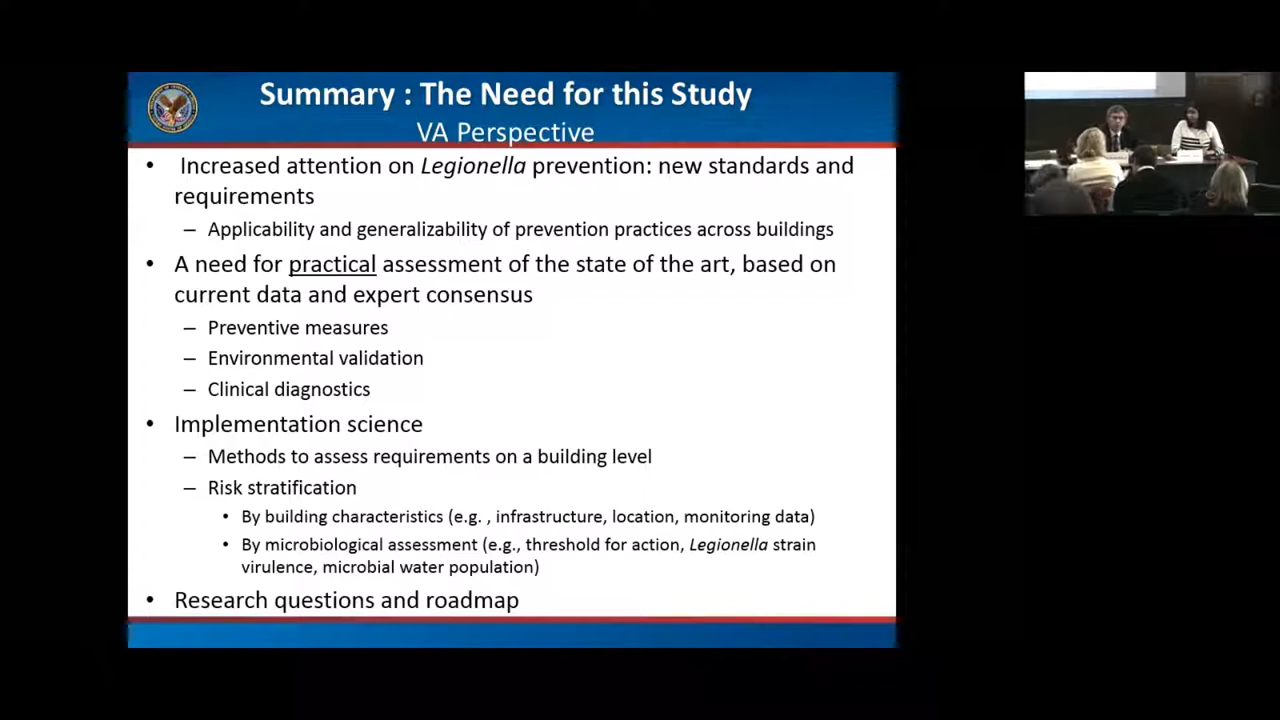 Summary : The Need for this Study
VA Perspective
• Increased attention on Legionella prevention: new standards and
requirements
– Applicability and generalizability of prevention practices across buildings
• A need for practical assessment of the state of the art, based on
current data and expert consensus
– Preventive measures
– Environmental validation
– Clinical diagnostics
• Implementation science
– Methods to assess requirements on a building level
– Risk stratification
• By building characteristics (e.g. , infrastructure, location, monitoring data)
• By microbiological assessment (e.g., threshold for action, Legionella strain
virulence, microbial water population)
• Research questions and roadmap